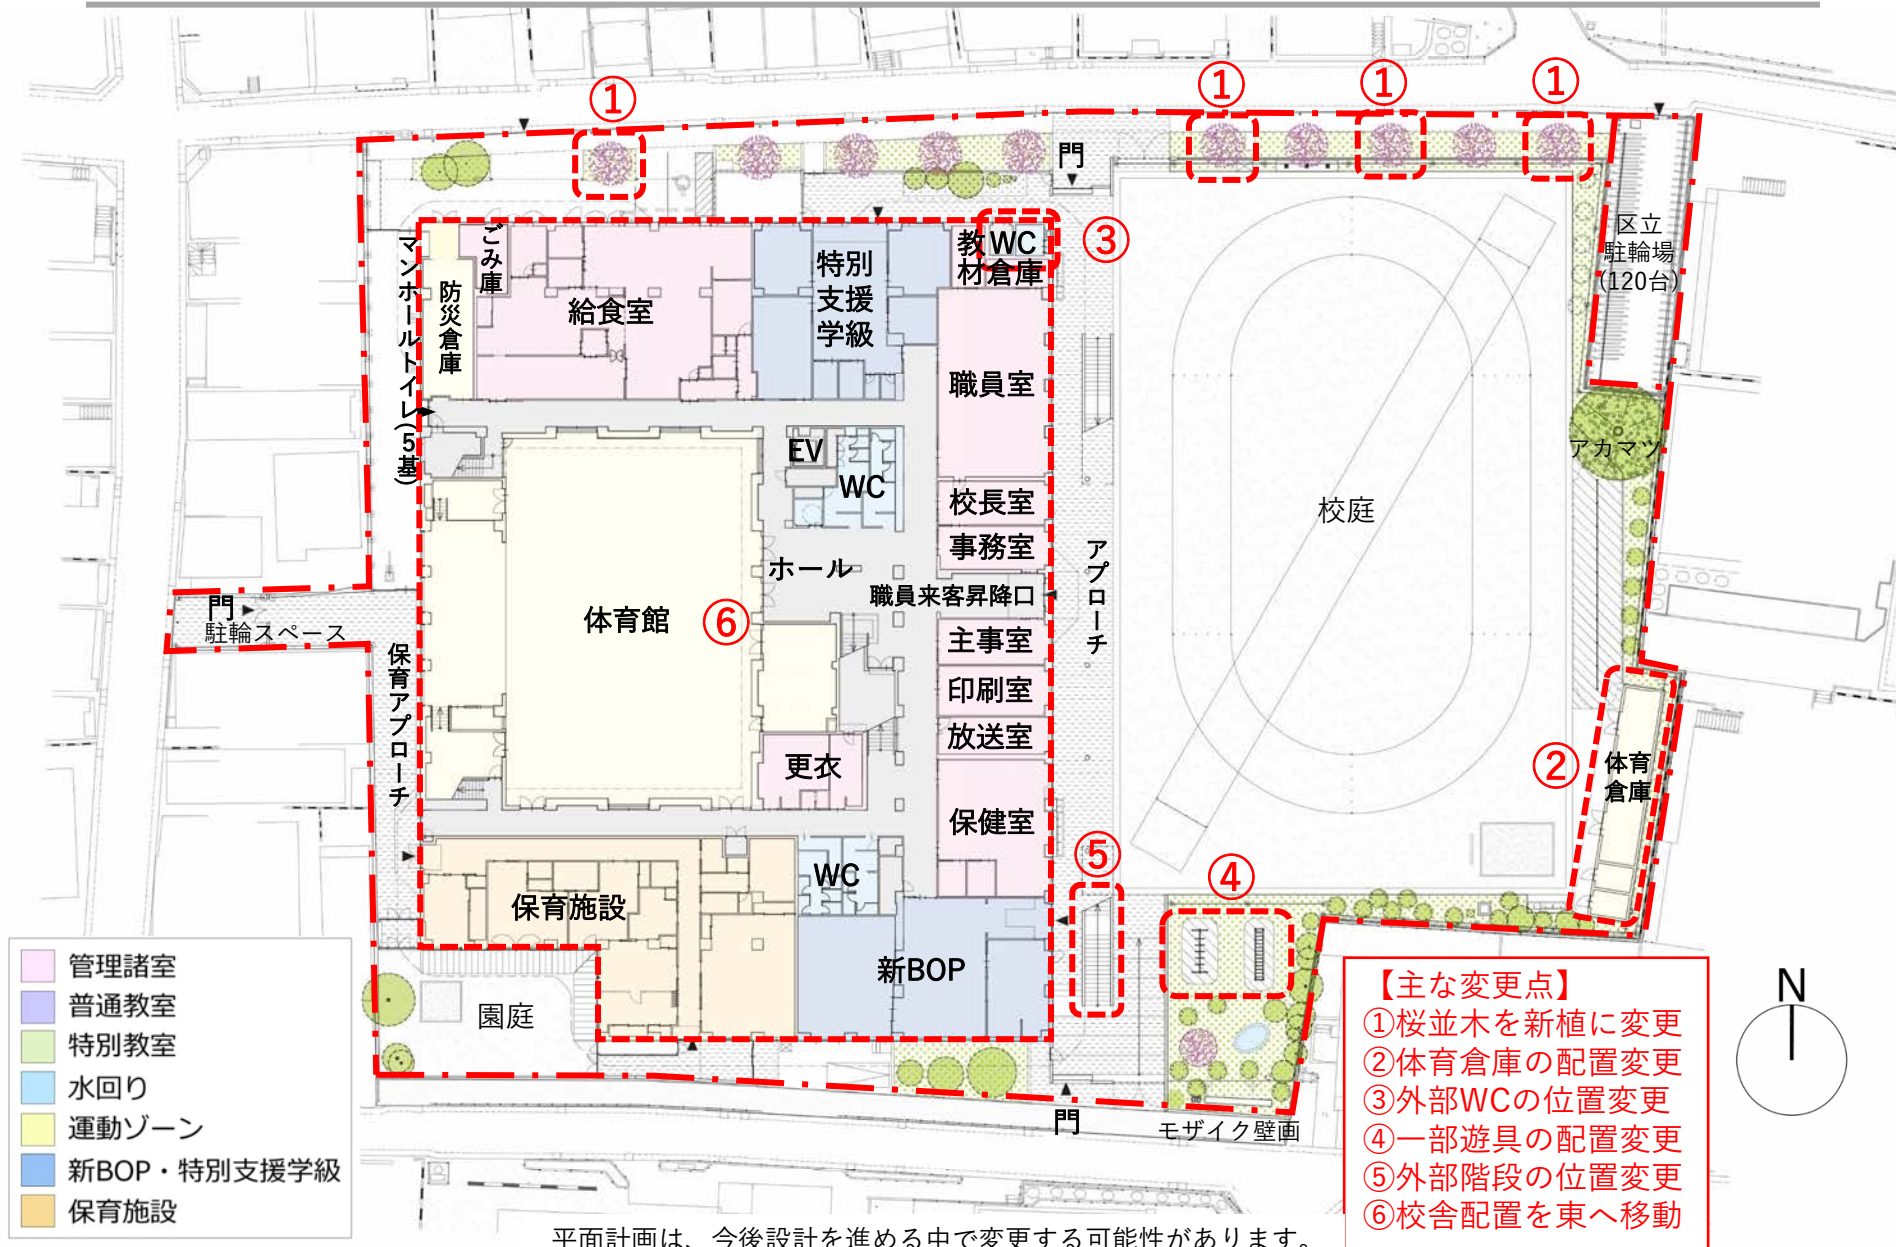 ①
①
①
①
門
③
区立
駐輪場
(120台)
マンホールトイレ(5基)
ごみ庫
防災倉庫
給食室
特別
支援
学級
教
WC
材倉庫
職員室
EV
WC
アカマツ
校長室
校庭
事務室
ホール
アプローチ
職員来客昇降口
門
駐輪スペース
体育館
⑥
主事室
保育アプローチ
印刷室
放送室
更衣
②
体育
倉庫
保健室
⑤
④
WC
保育施設
新BOP
園庭
門
モザイク壁画
管理諸室
普通教室
特別教室
水回り
運動ゾーン
新BOP・特別支援学級
保育施設
【主な変更点】
①桜並木を新植に変更
②体育倉庫の配置変更
③外部WCの位置変更
④一部遊具の配置変更
⑤外部階段の位置変更
⑥校舎配置を東へ移動
N
平面計画は、今後設計を進める中で変更する可能性があります。